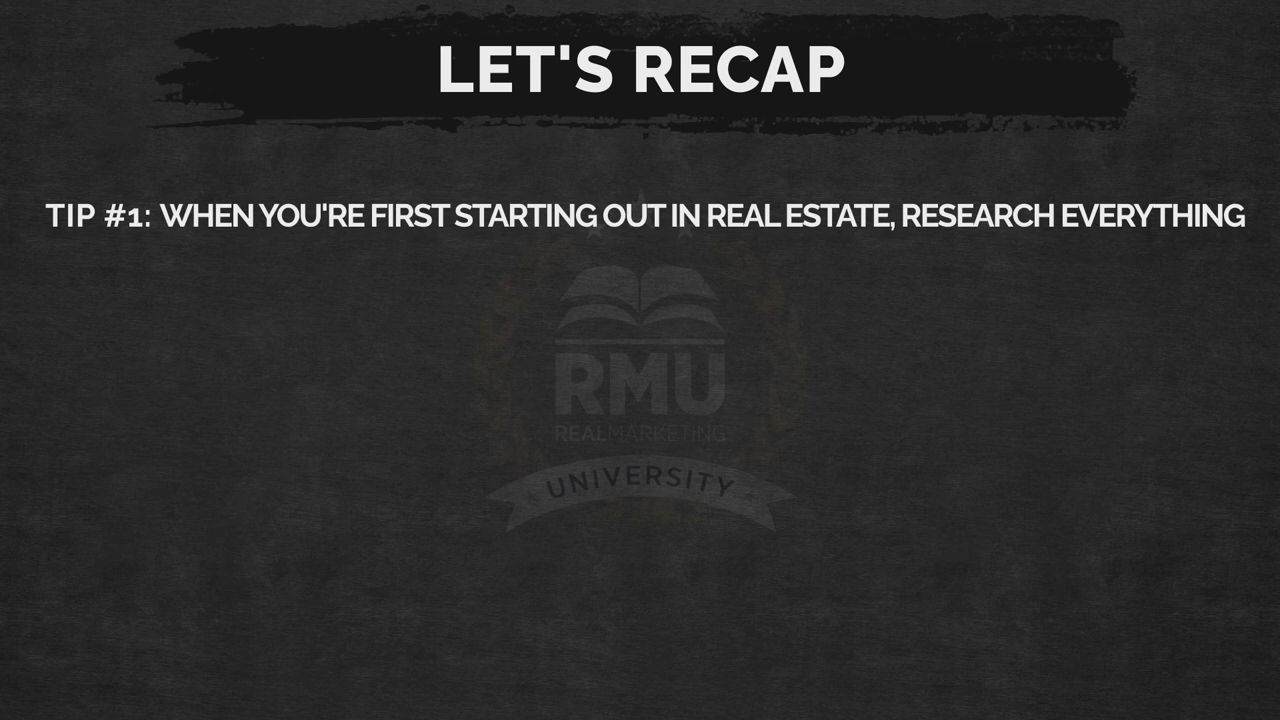 LET'S RECAP
TIP #1: WHEN YOU'RE FIRST STARTING OUT IN REAL ESTATE, RESEARCH EVERYTHING
RMU
REALMARKETING
UNIVERSITY